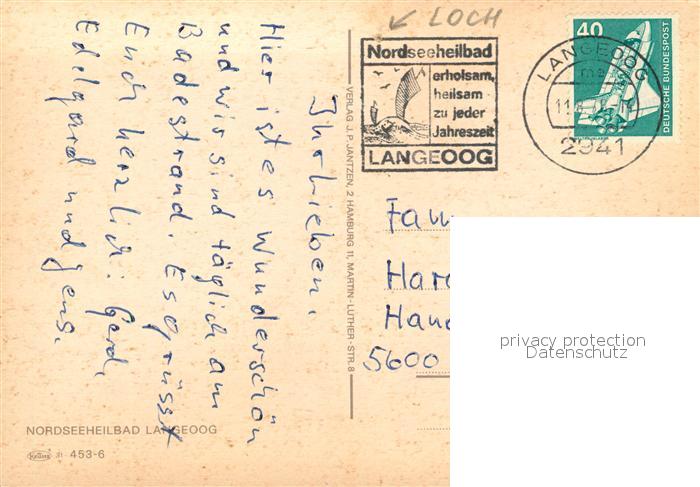 LOCH
Nordseeheilbad
erholsam,
heilsam
zu jeder
Jahreszeit
LANGEOOG
40
DEUTSCHE BUNDESPOST
LANGEOOG
2941
Ihr Lieben.
Hier ist es wunderschön
und wir sind täglich am
Badestrand. Es grüsst
Euch herzlich: Gerd,
Edelgard und Jens.
VERLAG J. P. JANTZEN, 2 HAMBURG 11, MARTIN-LUTHER-STR. 8
Fam
Har
Han
5600
privacy protection
Datenschutz
NORDSEEHEILBAD LANGEOOG
453-6